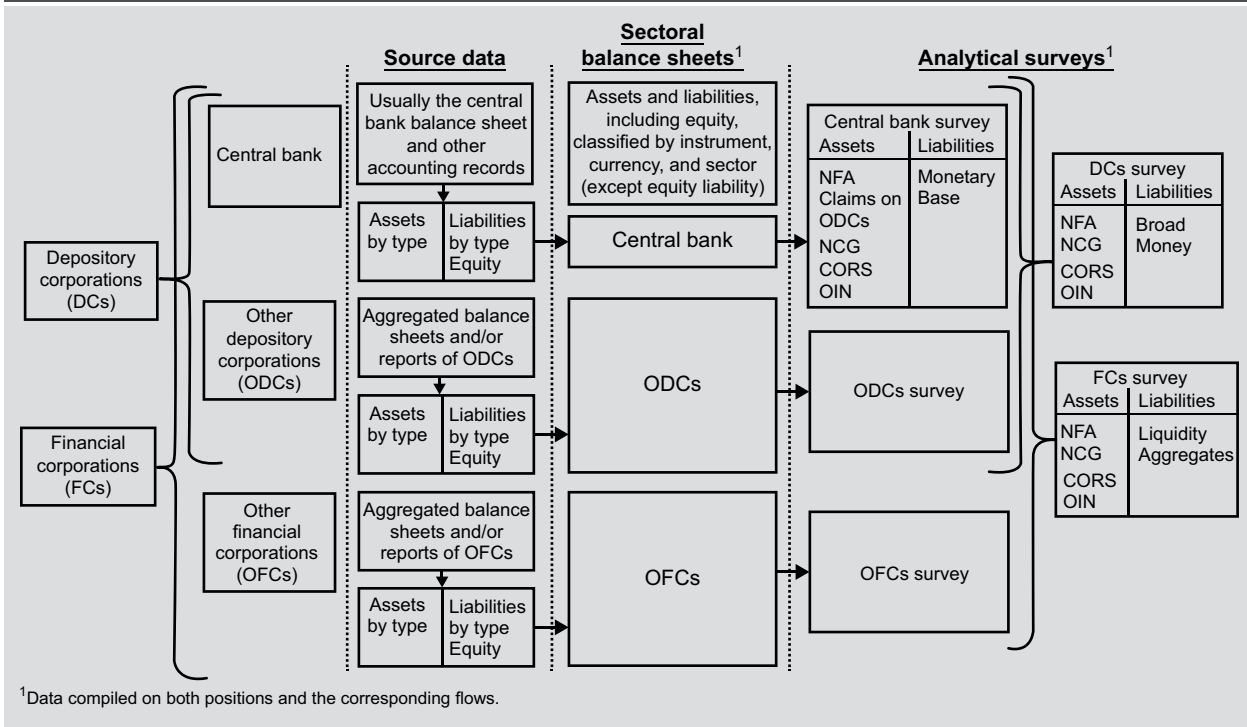 Source data
Sectoral
balance sheets1
Analytical surveys1
Depository
corporations
(DCs)
Financial
corporations
(FCs)
Central bank
Other
depository
corporations
(ODCs)
Other
financial
corporations
(OFCs)
Usually the central
bank balance sheet
and other
accounting records
Assets
by type
Liabilities
by type
Equity
Aggregated balance
sheets and/or
reports of ODCs
Assets
by type
Liabilities
by type
Equity
Aggregated balance
sheets and/or
reports of OFCs
Assets
by type
Liabilities
by type
Equity
Assets and liabilities,
including equity,
classified by instrument,
currency, and sector
(except equity liability)
Central bank
ODCs
OFCs
Central bank survey
Assets
Liabilities
NFA
Claims on
ODCs
NCG
CORS
OIN
Monetary
Base
ODCs survey
OFCs survey
DCs survey
Assets
Liabilities
NFA
NCG
CORS
OIN
Broad
Money
FCs survey
Assets
Liabilities
NFA
NCG
CORS
OIN
Liquidity
Aggregates
1Data compiled on both positions and the corresponding flows.